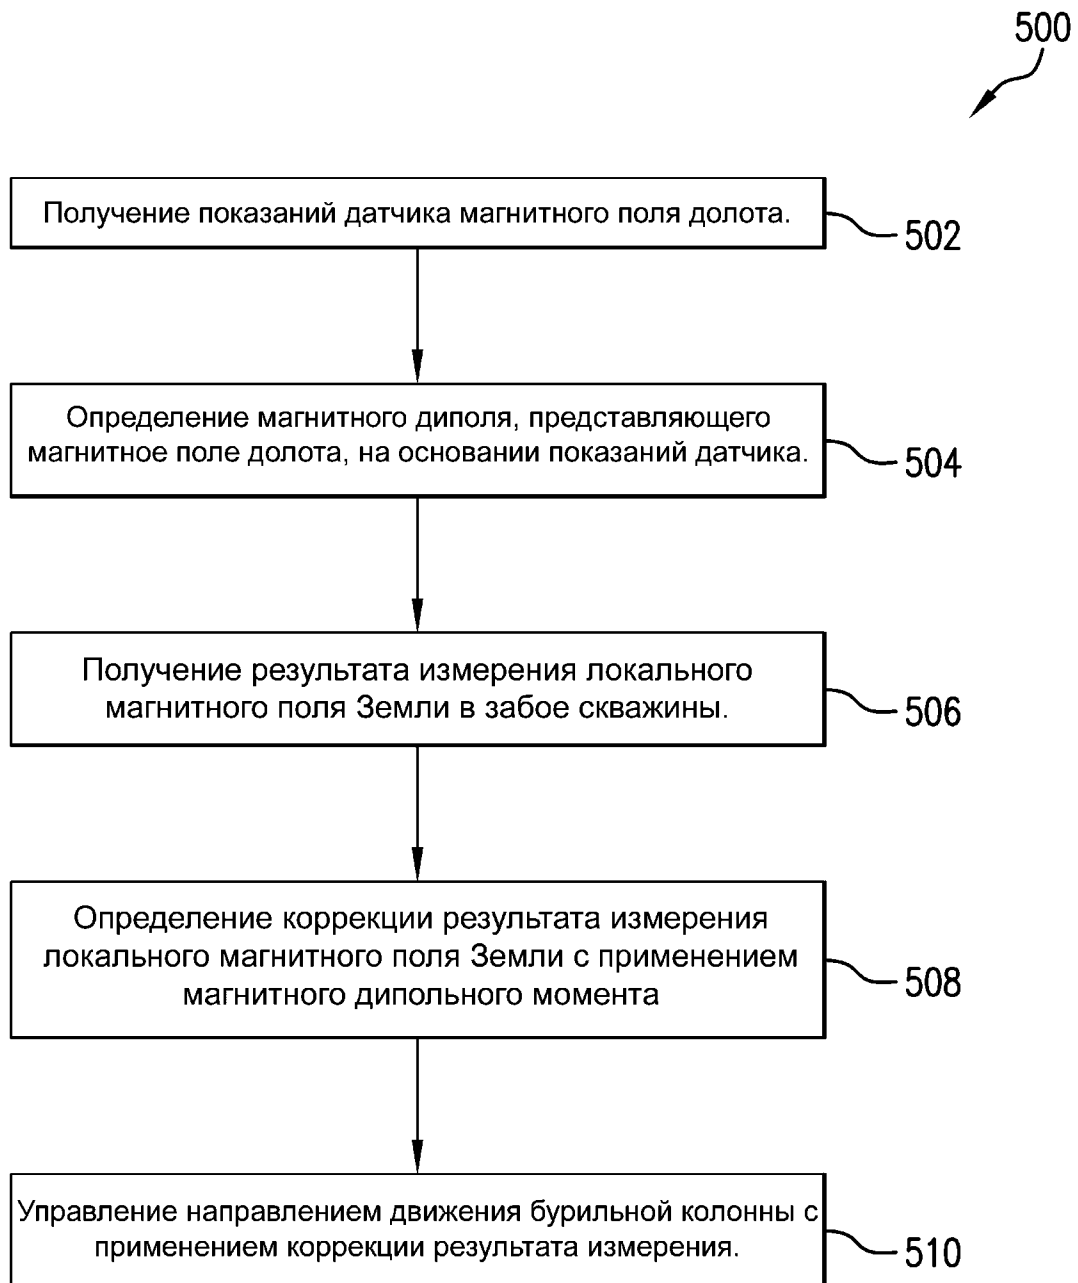 500
Получение показаний датчика магнитного поля долота.
502
Определение магнитного диполя, представляющего
магнитное поле долота, на основании показаний датчика.
504
Получение результата измерения локального
магнитного поля Земли в забое скважины.
506
Определение коррекции результата измерения
локального магнитного поля Земли с применением
магнитного дипольного момента
508
Управление направлением движения бурильной колонны с
применением коррекции результата измерения.
510